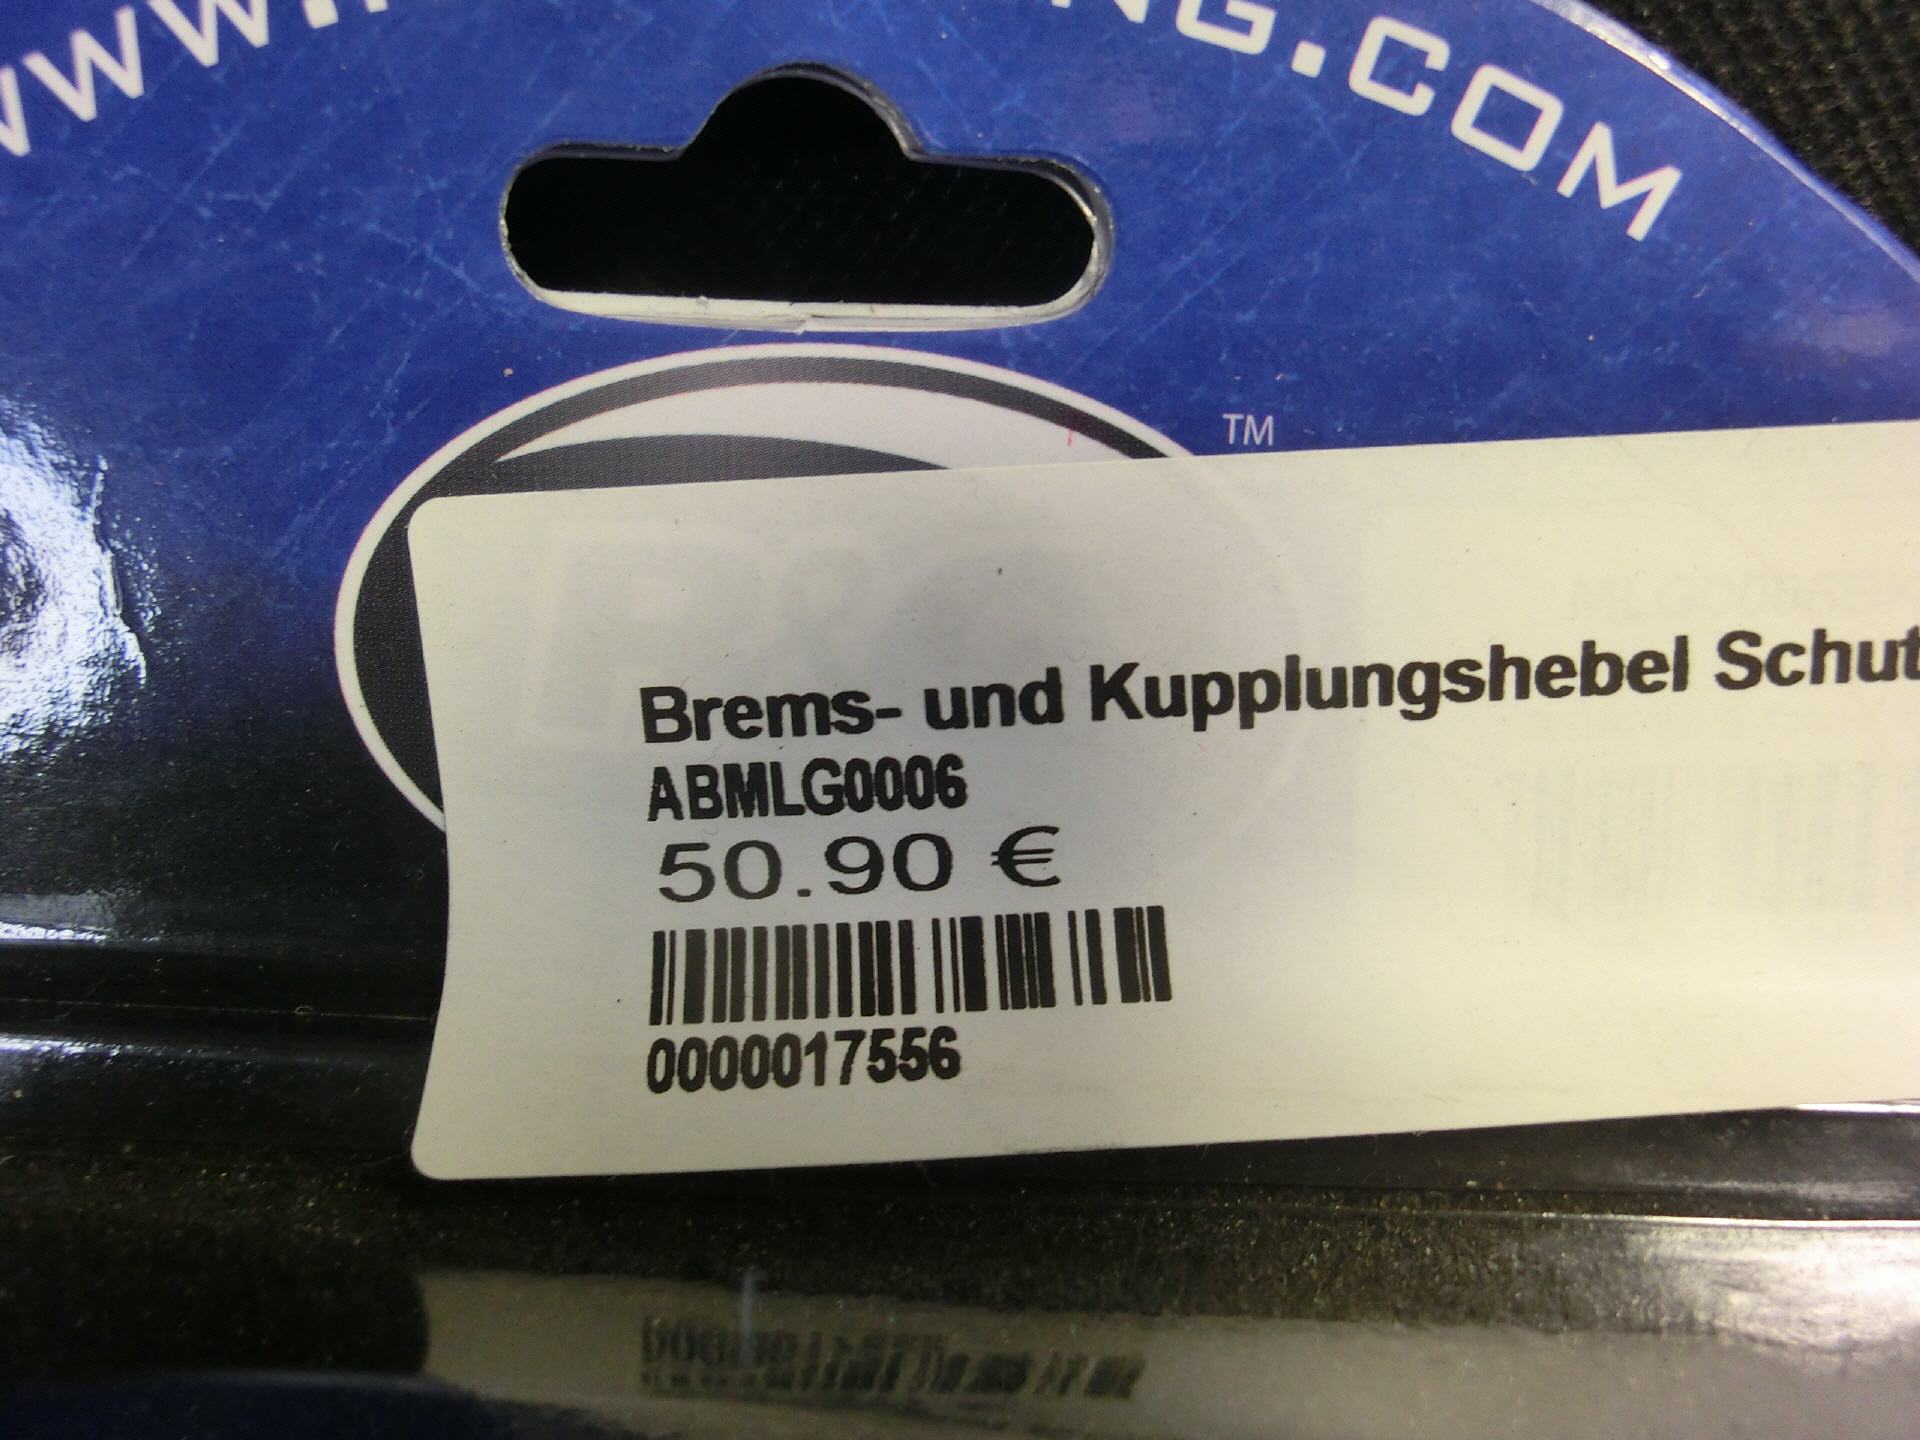 WWW.
NG.COM
TM
Brems- und Kupplungshebel Schut
ABMLG0006
50.90 €
0000017556